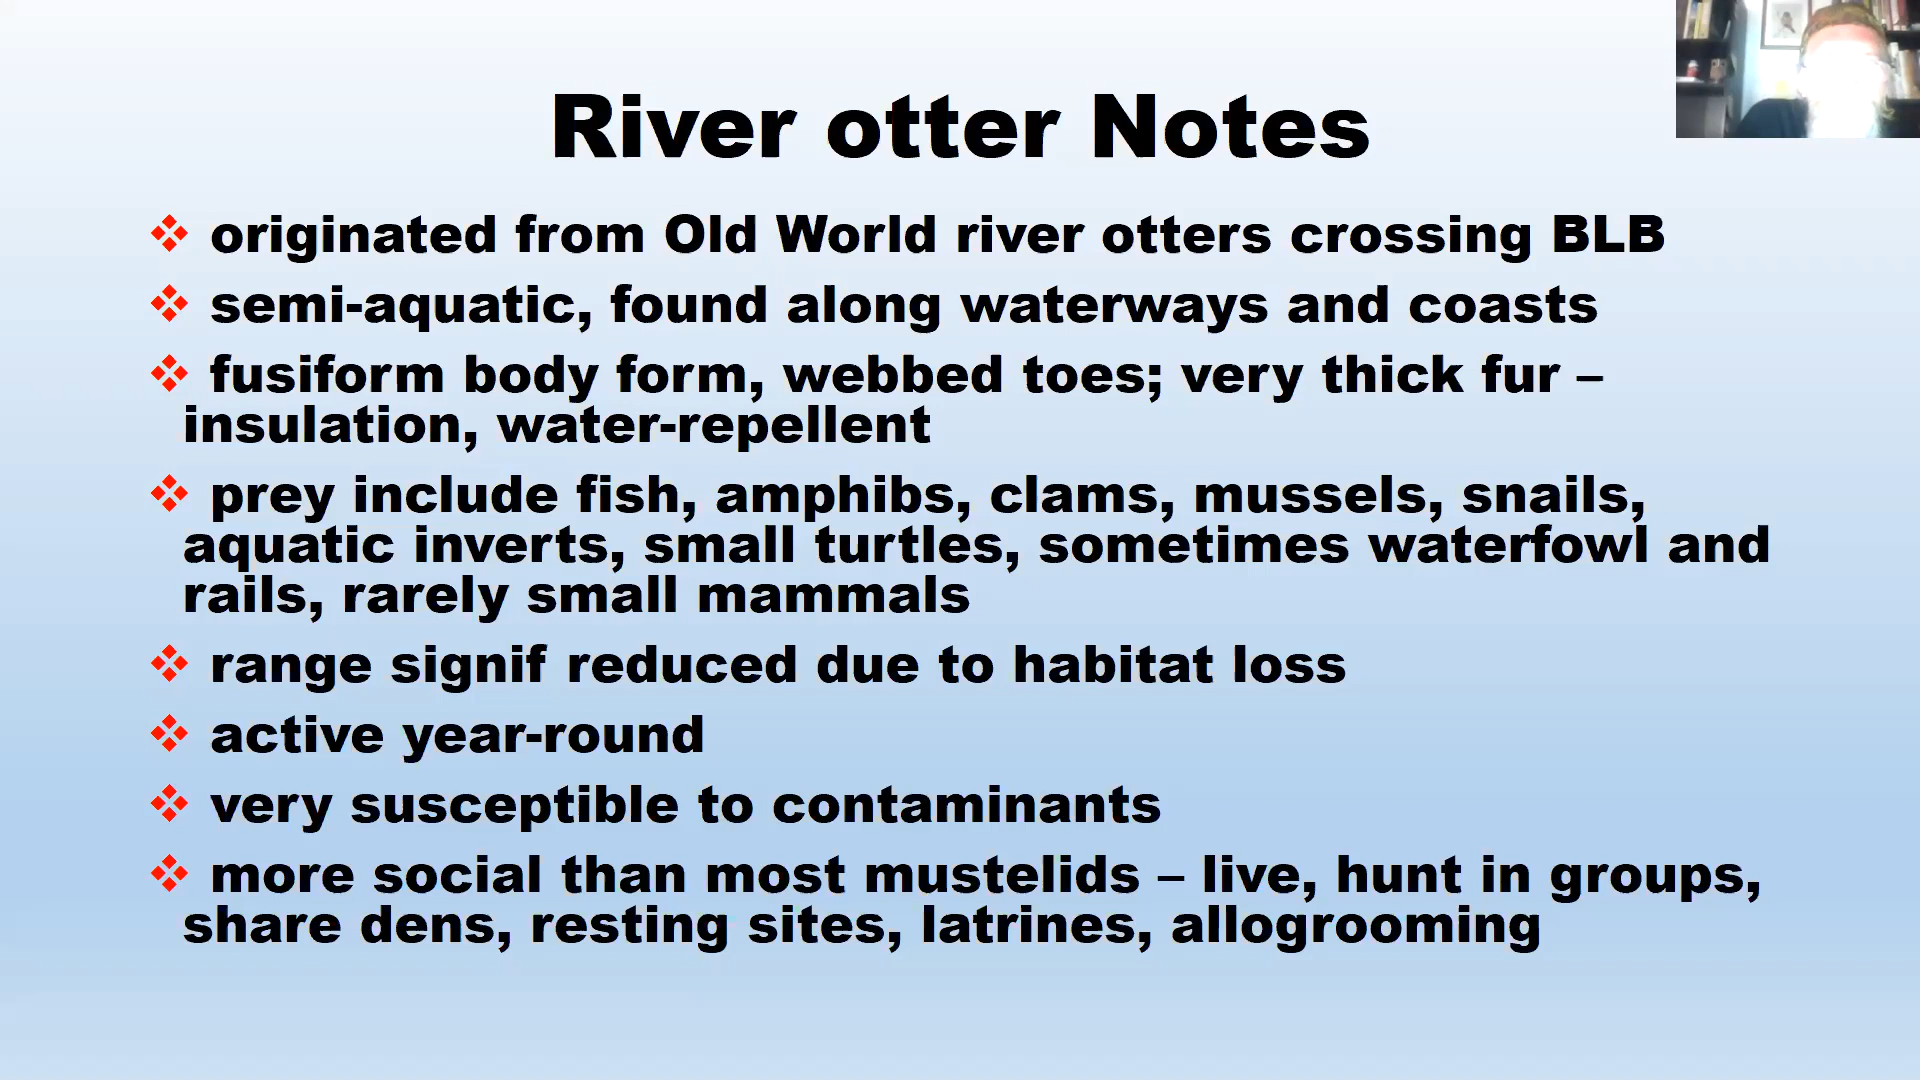 River otter Notes
❖ originated from Old World river otters crossing BLB
❖ semi-aquatic, found along waterways and coasts
❖ fusiform body form, webbed toes; very thick fur –
insulation, water-repellent
❖ prey include fish, amphibs, clams, mussels, snails,
aquatic inverts, small turtles, sometimes waterfowl and
rails, rarely small mammals
❖ range signif reduced due to habitat loss
❖ active year-round
❖ very susceptible to contaminants
❖ more social than most mustelids – live, hunt in groups,
share dens, resting sites, latrines, allogrooming